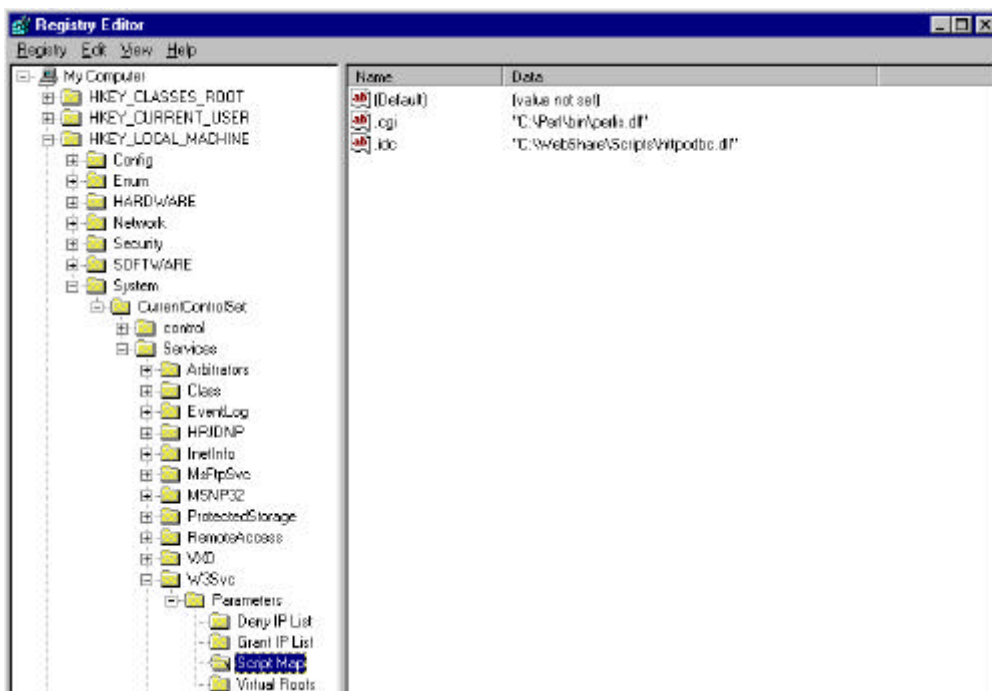 Registry Editor
Registry Edit View Help
My Computer
HKEY_CLASSES_ROOT
HKEY_CURRENT_USER
HKEY_LOCAL_MACHINE
Config
Enum
HARDWARE
Network
Security
SOFTWARE
System
CurrentControlSet
control
Services
Arbitrators
Class
EventLog
HRIDNP
InetInfo
MsFtpSvc
MSNP32
ProtectedStorage
RemoteAccess
VXD
W3Svc
Parameters
Deny IP List
Grant IP List
Script Map
Virtual Roots
Name Data
(Default) (value not set)
.cgi "C:\Perl\bin\perlis.dll"
.idc "C:\WebShare\Scripts\Httpodbc.dll"